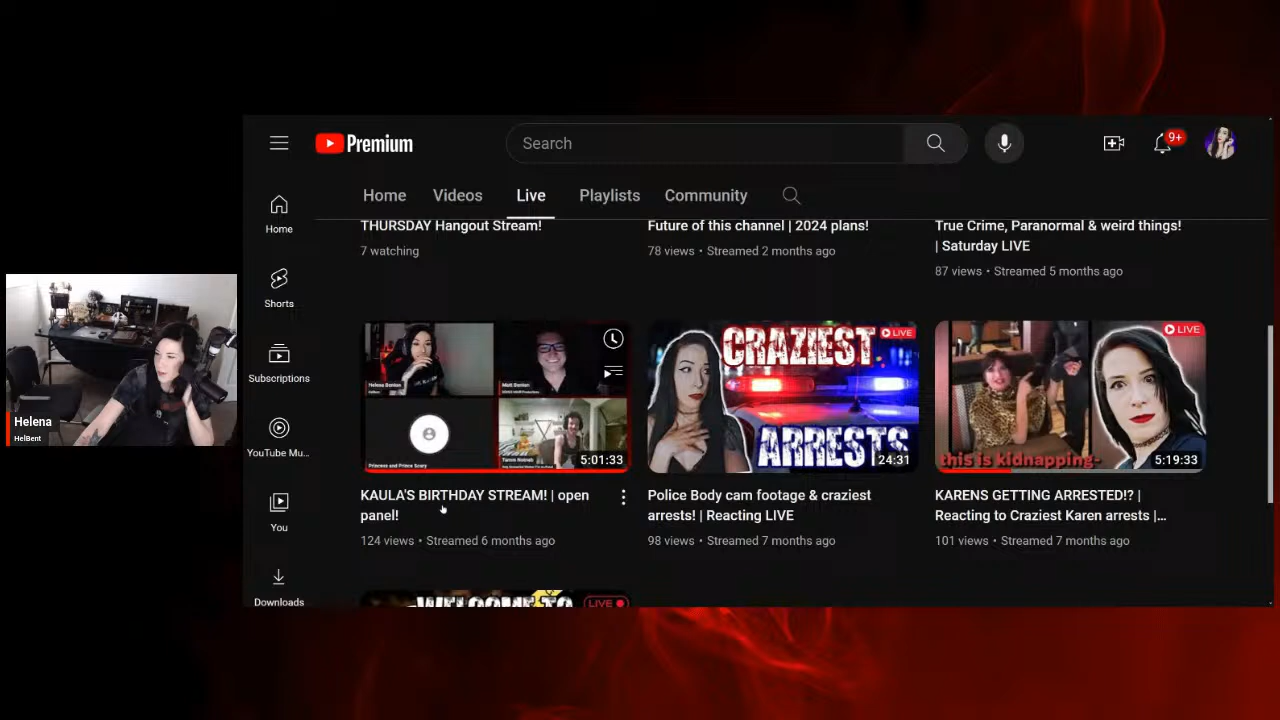 Premium
Search
9+
Home
Videos
Live
Playlists
Community
Home
Shorts
Subscriptions
YouTube Mu...
You
Downloads
THURSDAY Hangout Stream!
7 watching
Future of this channel | 2024 plans!
78 views • Streamed 2 months ago
True Crime, Paranormal & weird things!
| Saturday LIVE
87 views • Streamed 5 months ago
Helena
HelBent
Princess and Prince Scary
5:01:33
KAULA'S BIRTHDAY STREAM! | open
panel!
124 views • Streamed 6 months ago
CRAZIEST
LIVE
ARRESTS
24:31
Police Body cam footage & craziest
arrests! | Reacting LIVE
98 views • Streamed 7 months ago
LIVE
this is kidnapping-
5:19:33
KARENS GETTING ARRESTED!? |
Reacting to Craziest Karen arrests |...
101 views • Streamed 7 months ago
WELCOME TO
LIVE